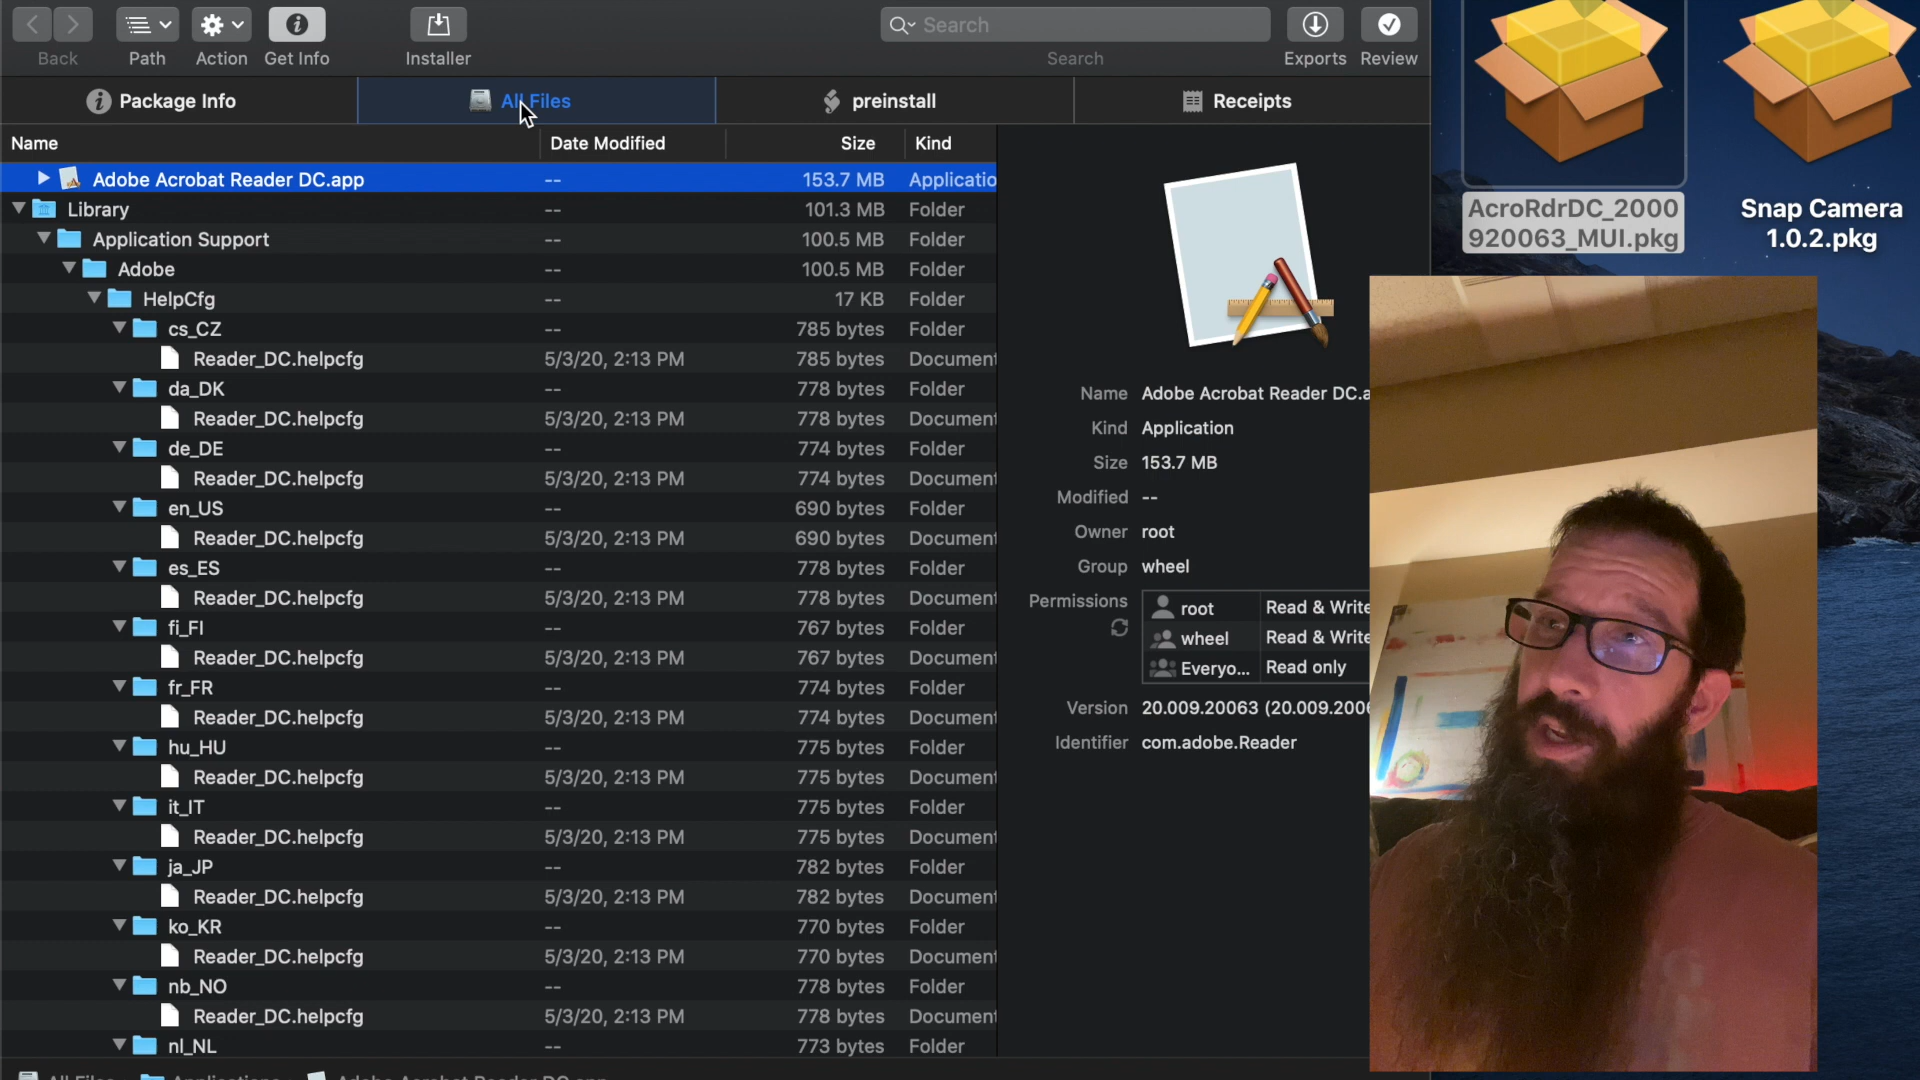 Back
Path
Action
Get Info
Installer
Search
Search
Exports
Review
Package Info
All Files
preinstall
Receipts
Name
Date Modified
Size
Kind
Adobe Acrobat Reader DC.app -- 153.7 MB Applicatio
Library -- 101.3 MB Folder
Application Support -- 100.5 MB Folder
Adobe -- 100.5 MB Folder
HelpCfg -- 17 KB Folder
cs_CZ -- 785 bytes Folder
Reader_DC.helpcfg 5/3/20, 2:13 PM 785 bytes Document
da_DK -- 778 bytes Folder
Reader_DC.helpcfg 5/3/20, 2:13 PM 778 bytes Document
de_DE -- 774 bytes Folder
Reader_DC.helpcfg 5/3/20, 2:13 PM 774 bytes Document
en_US -- 690 bytes Folder
Reader_DC.helpcfg 5/3/20, 2:13 PM 690 bytes Document
es_ES -- 778 bytes Folder
Reader_DC.helpcfg 5/3/20, 2:13 PM 778 bytes Document
fi_FI -- 767 bytes Folder
Reader_DC.helpcfg 5/3/20, 2:13 PM 767 bytes Document
fr_FR -- 774 bytes Folder
Reader_DC.helpcfg 5/3/20, 2:13 PM 774 bytes Document
hu_HU -- 775 bytes Folder
Reader_DC.helpcfg 5/3/20, 2:13 PM 775 bytes Document
it_IT -- 775 bytes Folder
Reader_DC.helpcfg 5/3/20, 2:13 PM 775 bytes Document
ja_JP -- 782 bytes Folder
Reader_DC.helpcfg 5/3/20, 2:13 PM 782 bytes Document
ko_KR -- 770 bytes Folder
Reader_DC.helpcfg 5/3/20, 2:13 PM 770 bytes Document
nb_NO -- 778 bytes Folder
Reader_DC.helpcfg 5/3/20, 2:13 PM 778 bytes Document
nl_NL -- 773 bytes Folder
Name Adobe Acrobat Reader DC.a
Kind Application
Size 153.7 MB
Modified --
Owner root
Group wheel
Permissions
root Read & Write
wheel Read & Write
Everyo... Read only
Version 20.009.20063 (20.009.200
Identifier com.adobe.Reader
AcroRdrDC_2000
920063_MUI.pkg
Snap Camera
1.0.2.pkg